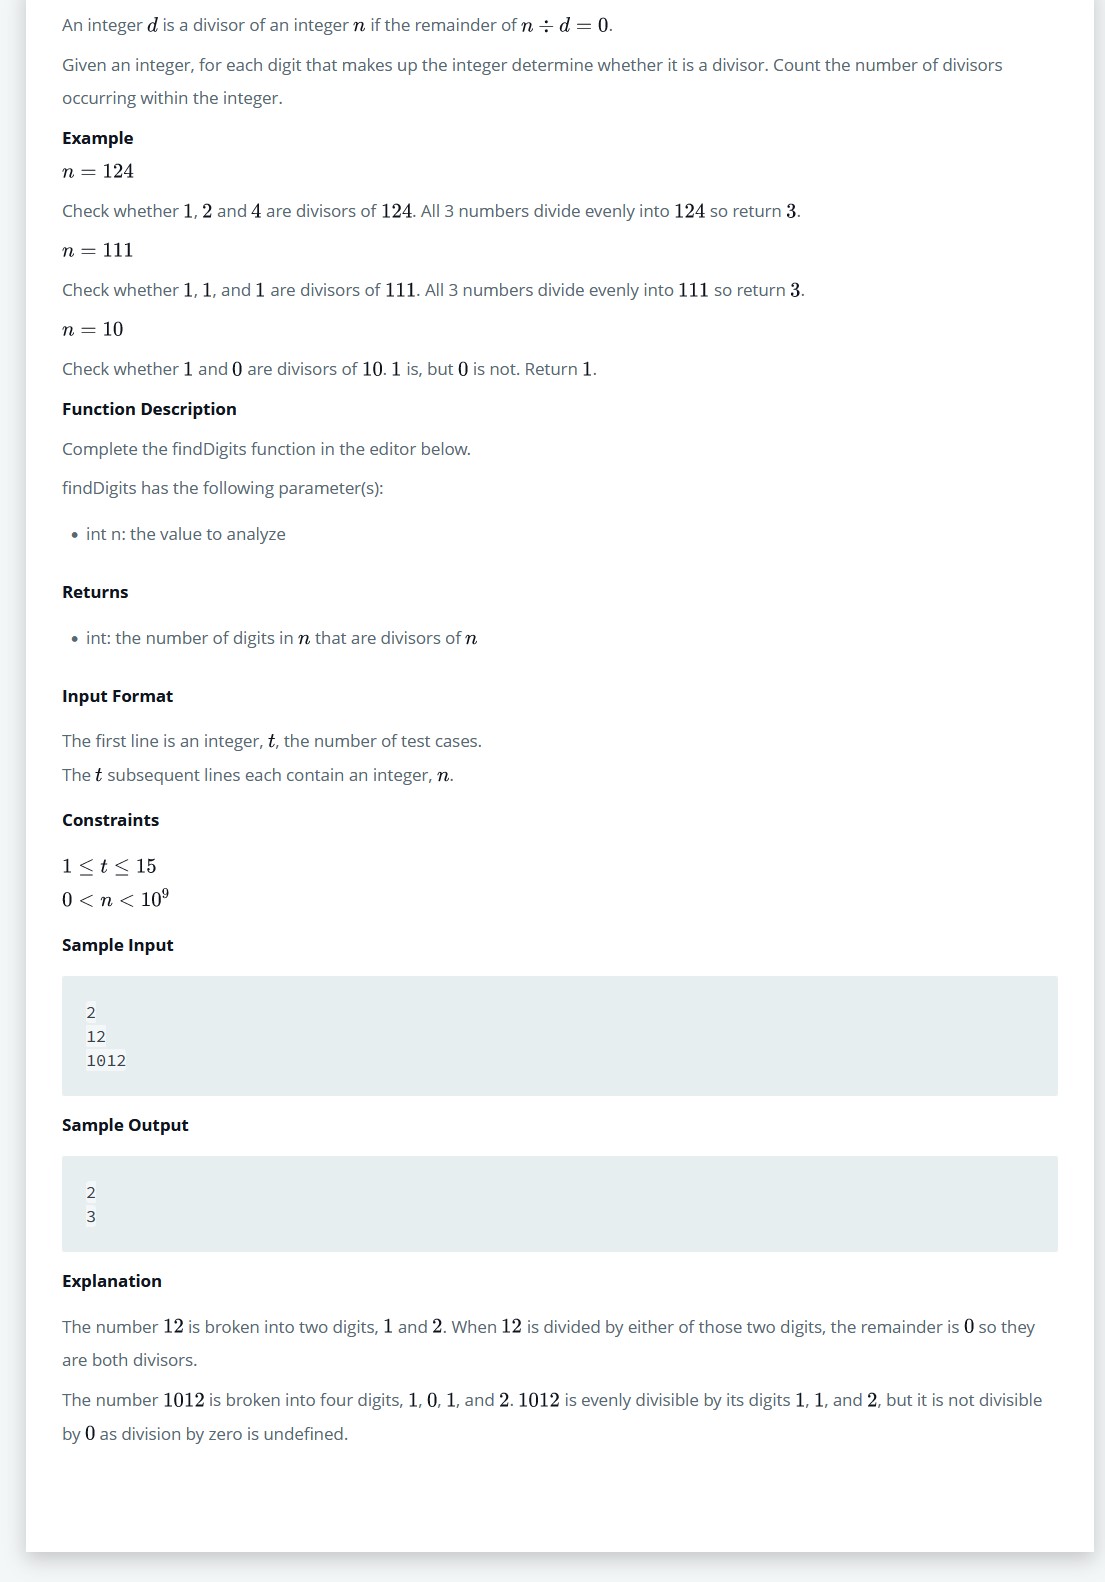 An integer d is a divisor of an integer n if the remainder of n ÷ d = 0.
Given an integer, for each digit that makes up the integer determine whether it is a divisor. Count the number of divisors
occurring within the integer.
Example
n = 124
Check whether 1, 2 and 4 are divisors of 124. All 3 numbers divide evenly into 124 so return 3.
n = 111
Check whether 1, 1, and 1 are divisors of 111. All 3 numbers divide evenly into 111 so return 3.
n = 10
Check whether 1 and 0 are divisors of 10. 1 is, but 0 is not. Return 1.
Function Description
Complete the findDigits function in the editor below.
findDigits has the following parameter(s):
• int n: the value to analyze
Returns
• int: the number of digits in n that are divisors of n
Input Format
The first line is an integer, t, the number of test cases.
The t subsequent lines each contain an integer, n.
Constraints
1 ≤ t ≤ 15
0 < n < 10⁹
Sample Input
2
12
1012
Sample Output
2
3
Explanation
The number 12 is broken into two digits, 1 and 2. When 12 is divided by either of those two digits, the remainder is 0 so they
are both divisors.
The number 1012 is broken into four digits, 1, 0, 1, and 2. 1012 is evenly divisible by its digits 1, 1, and 2, but it is not divisible
by 0 as division by zero is undefined.